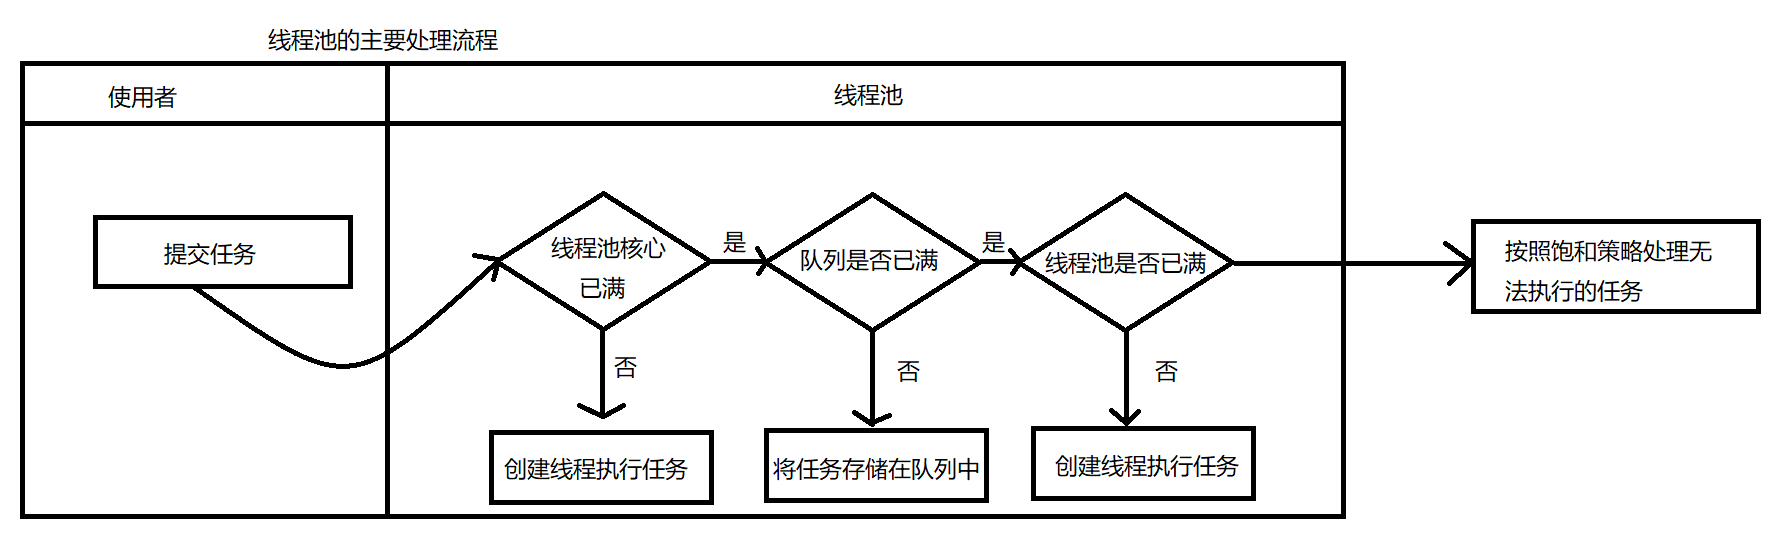 线程池的主要处理流程
使用者
线程池
提交任务
线程池核心
已满
是
队列是否已满
是
线程池是否已满
按照饱和策略处理无
法执行的任务
否
否
否
创建线程执行任务
将任务存储在队列中
创建线程执行任务